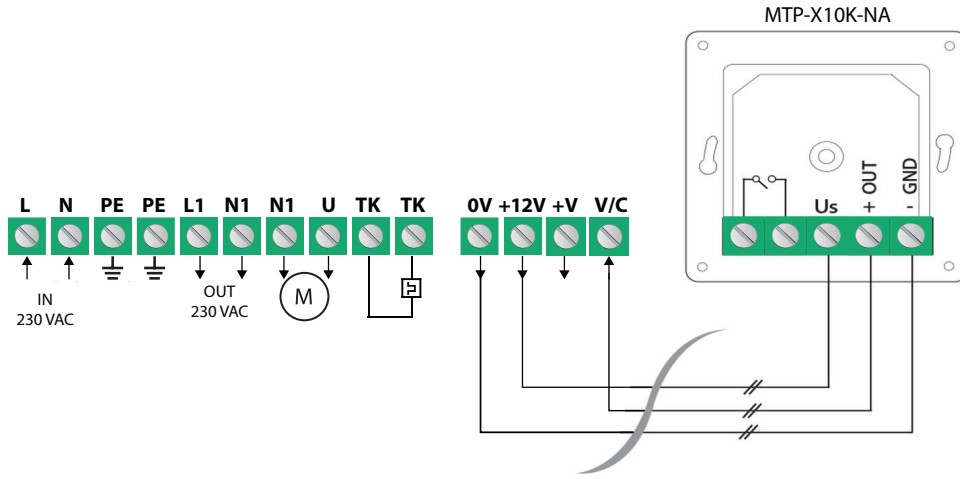 MTP-X10K-NA
L N PE PE L1 N1 N1 U TK TK
0V +12V +V V/C
Us
+ OUT
- GND
IN
230 VAC
OUT
230 VAC
M